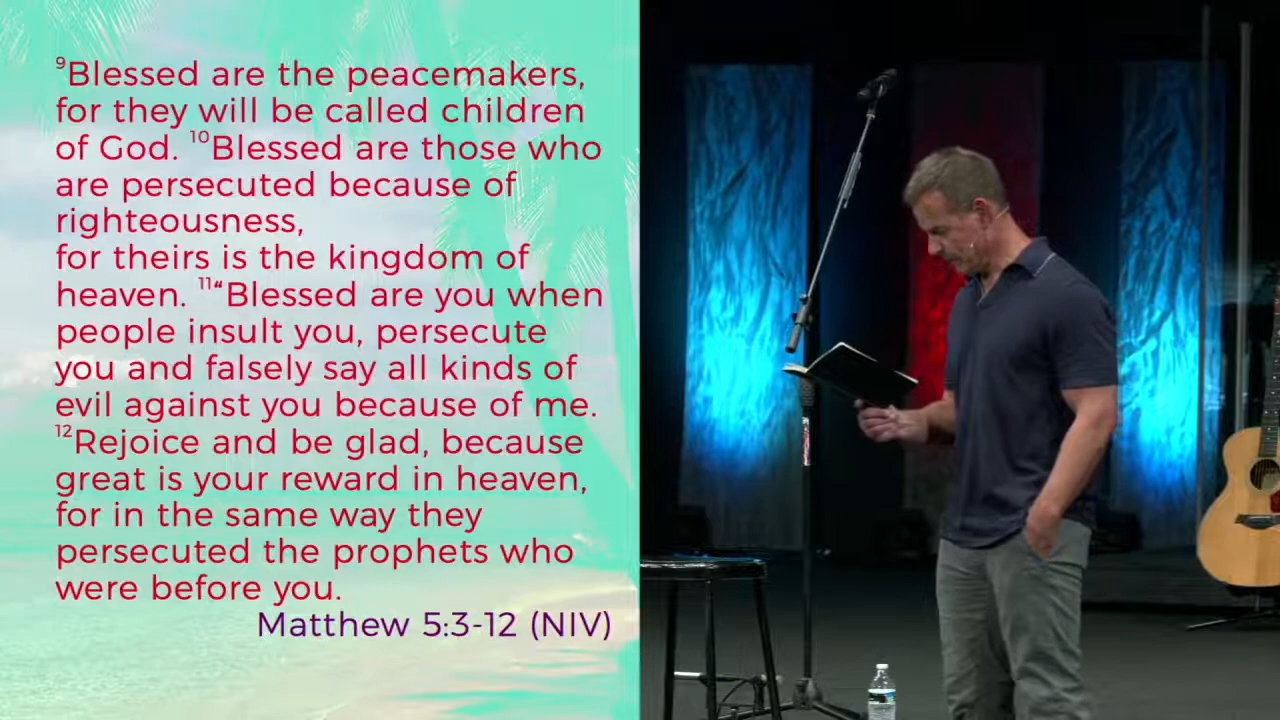 ⁹Blessed are the peacemakers,
for they will be called children
of God. ¹⁰Blessed are those who
are persecuted because of
righteousness,
for theirs is the kingdom of
heaven. ¹¹“Blessed are you when
people insult you, persecute
you and falsely say all kinds of
evil against you because of me.
¹²Rejoice and be glad, because
great is your reward in heaven,
for in the same way they
persecuted the prophets who
were before you.
Matthew 5:3-12 (NIV)